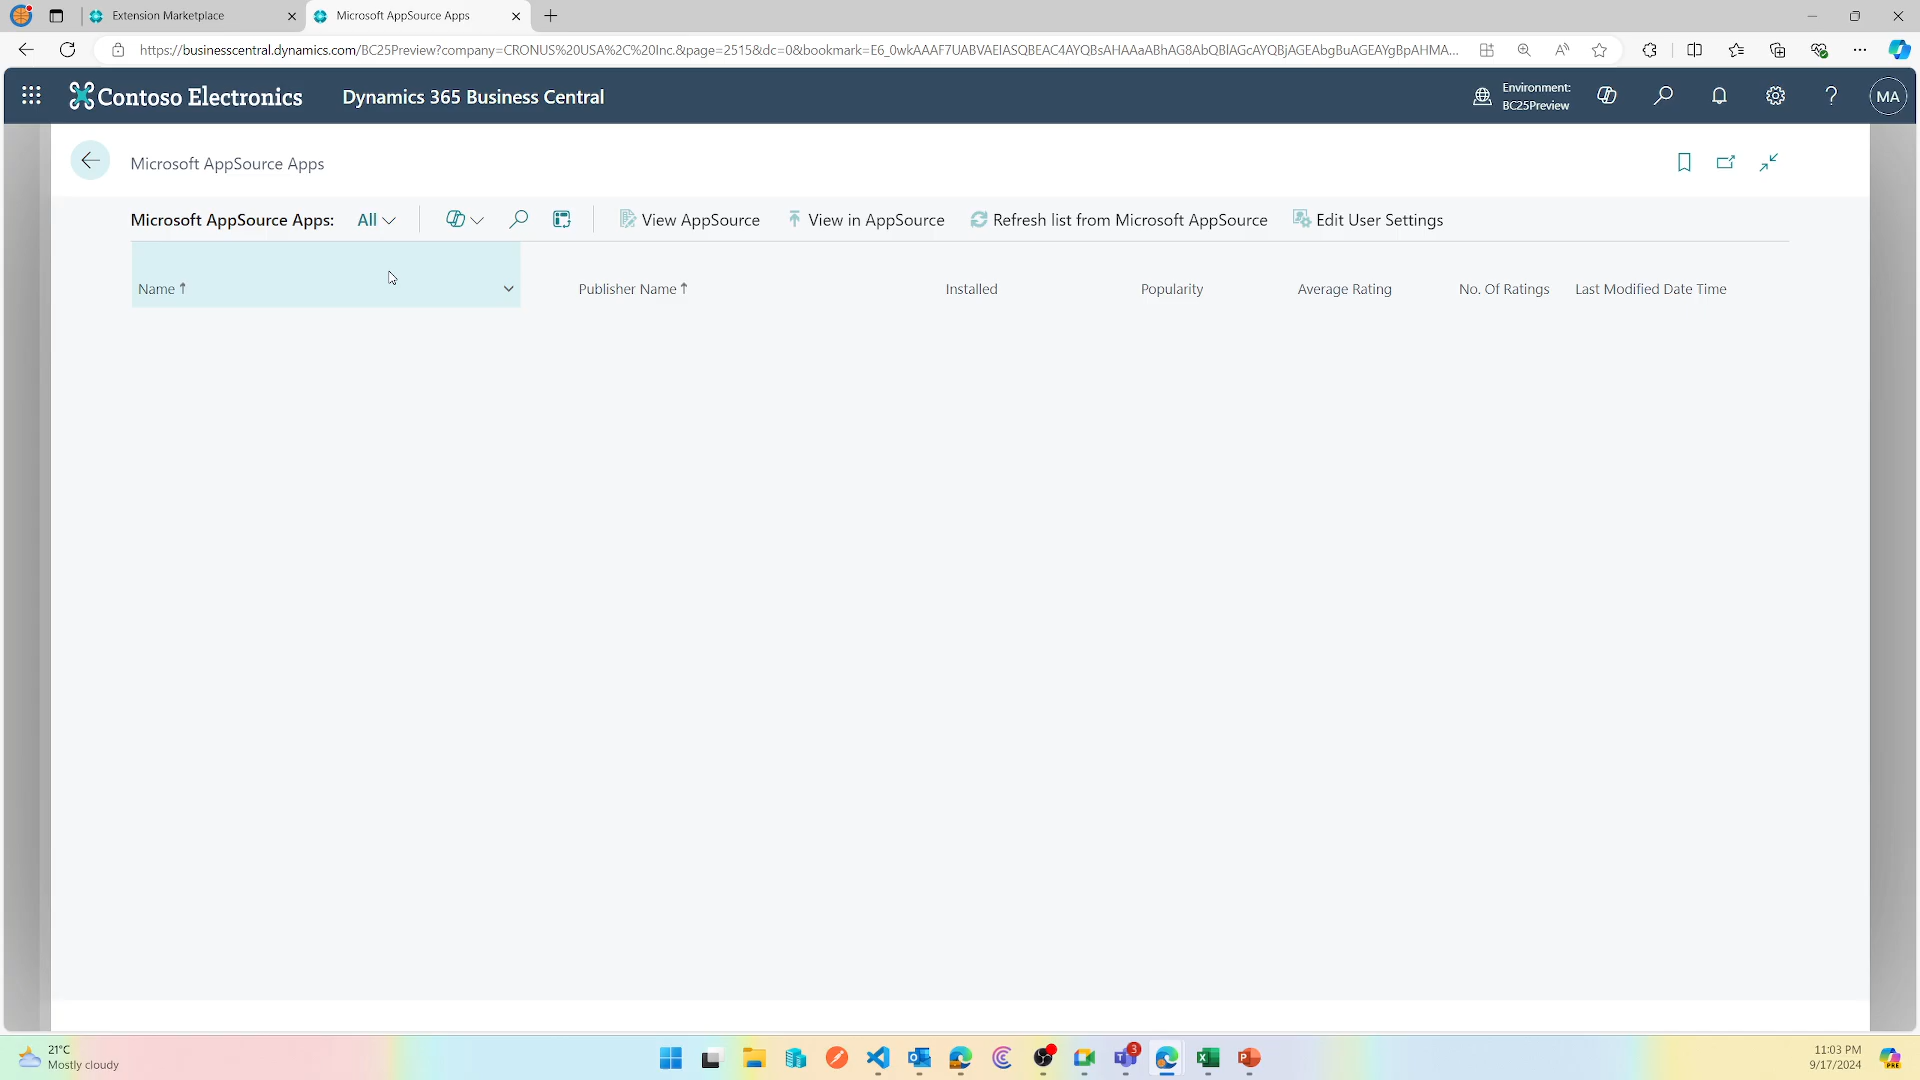 Extension Marketplace
Microsoft AppSource Apps
https://businesscentral.dynamics.com/BC25Preview?company=CRONUS%20USA%2C%20Inc.&page=2515&dc=0&bookmark=E6_0wkAAAF7UABVAEIASQBEAC4AYQBsAHAAaABhAG8AbQBlAGcAYQBjAGEAbgBuAGEAYgBpAHMA...
Contoso Electronics
Dynamics 365 Business Central
Environment:
BC25Preview
MA
Microsoft AppSource Apps
Microsoft AppSource Apps: All
View AppSource
View in AppSource
Refresh list from Microsoft AppSource
Edit User Settings
Name ↑
Publisher Name ↑
Installed
Popularity
Average Rating
No. Of Ratings
Last Modified Date Time
21°C
Mostly cloudy
3
11:03 PM
9/17/2024
PRE